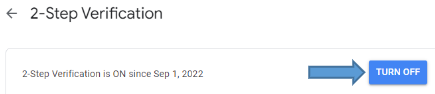 2-Step Verification
2-Step Verification is ON since Sep 1, 2022 TURN OFF